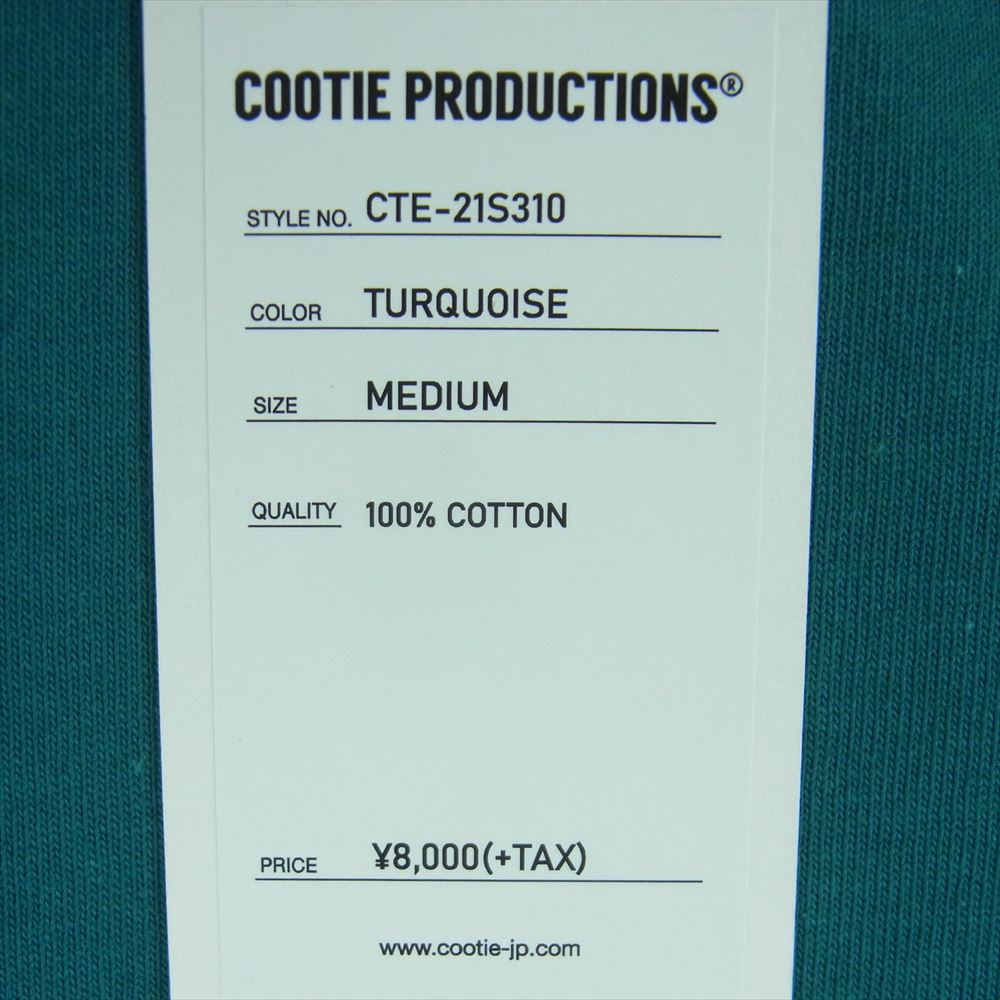 COOTIE PRODUCTIONS®
STYLE NO. CTE-21S310
COLOR TURQUOISE
SIZE MEDIUM
QUALITY 100% COTTON
PRICE ¥8,000(+TAX)
www.cootie-jp.com